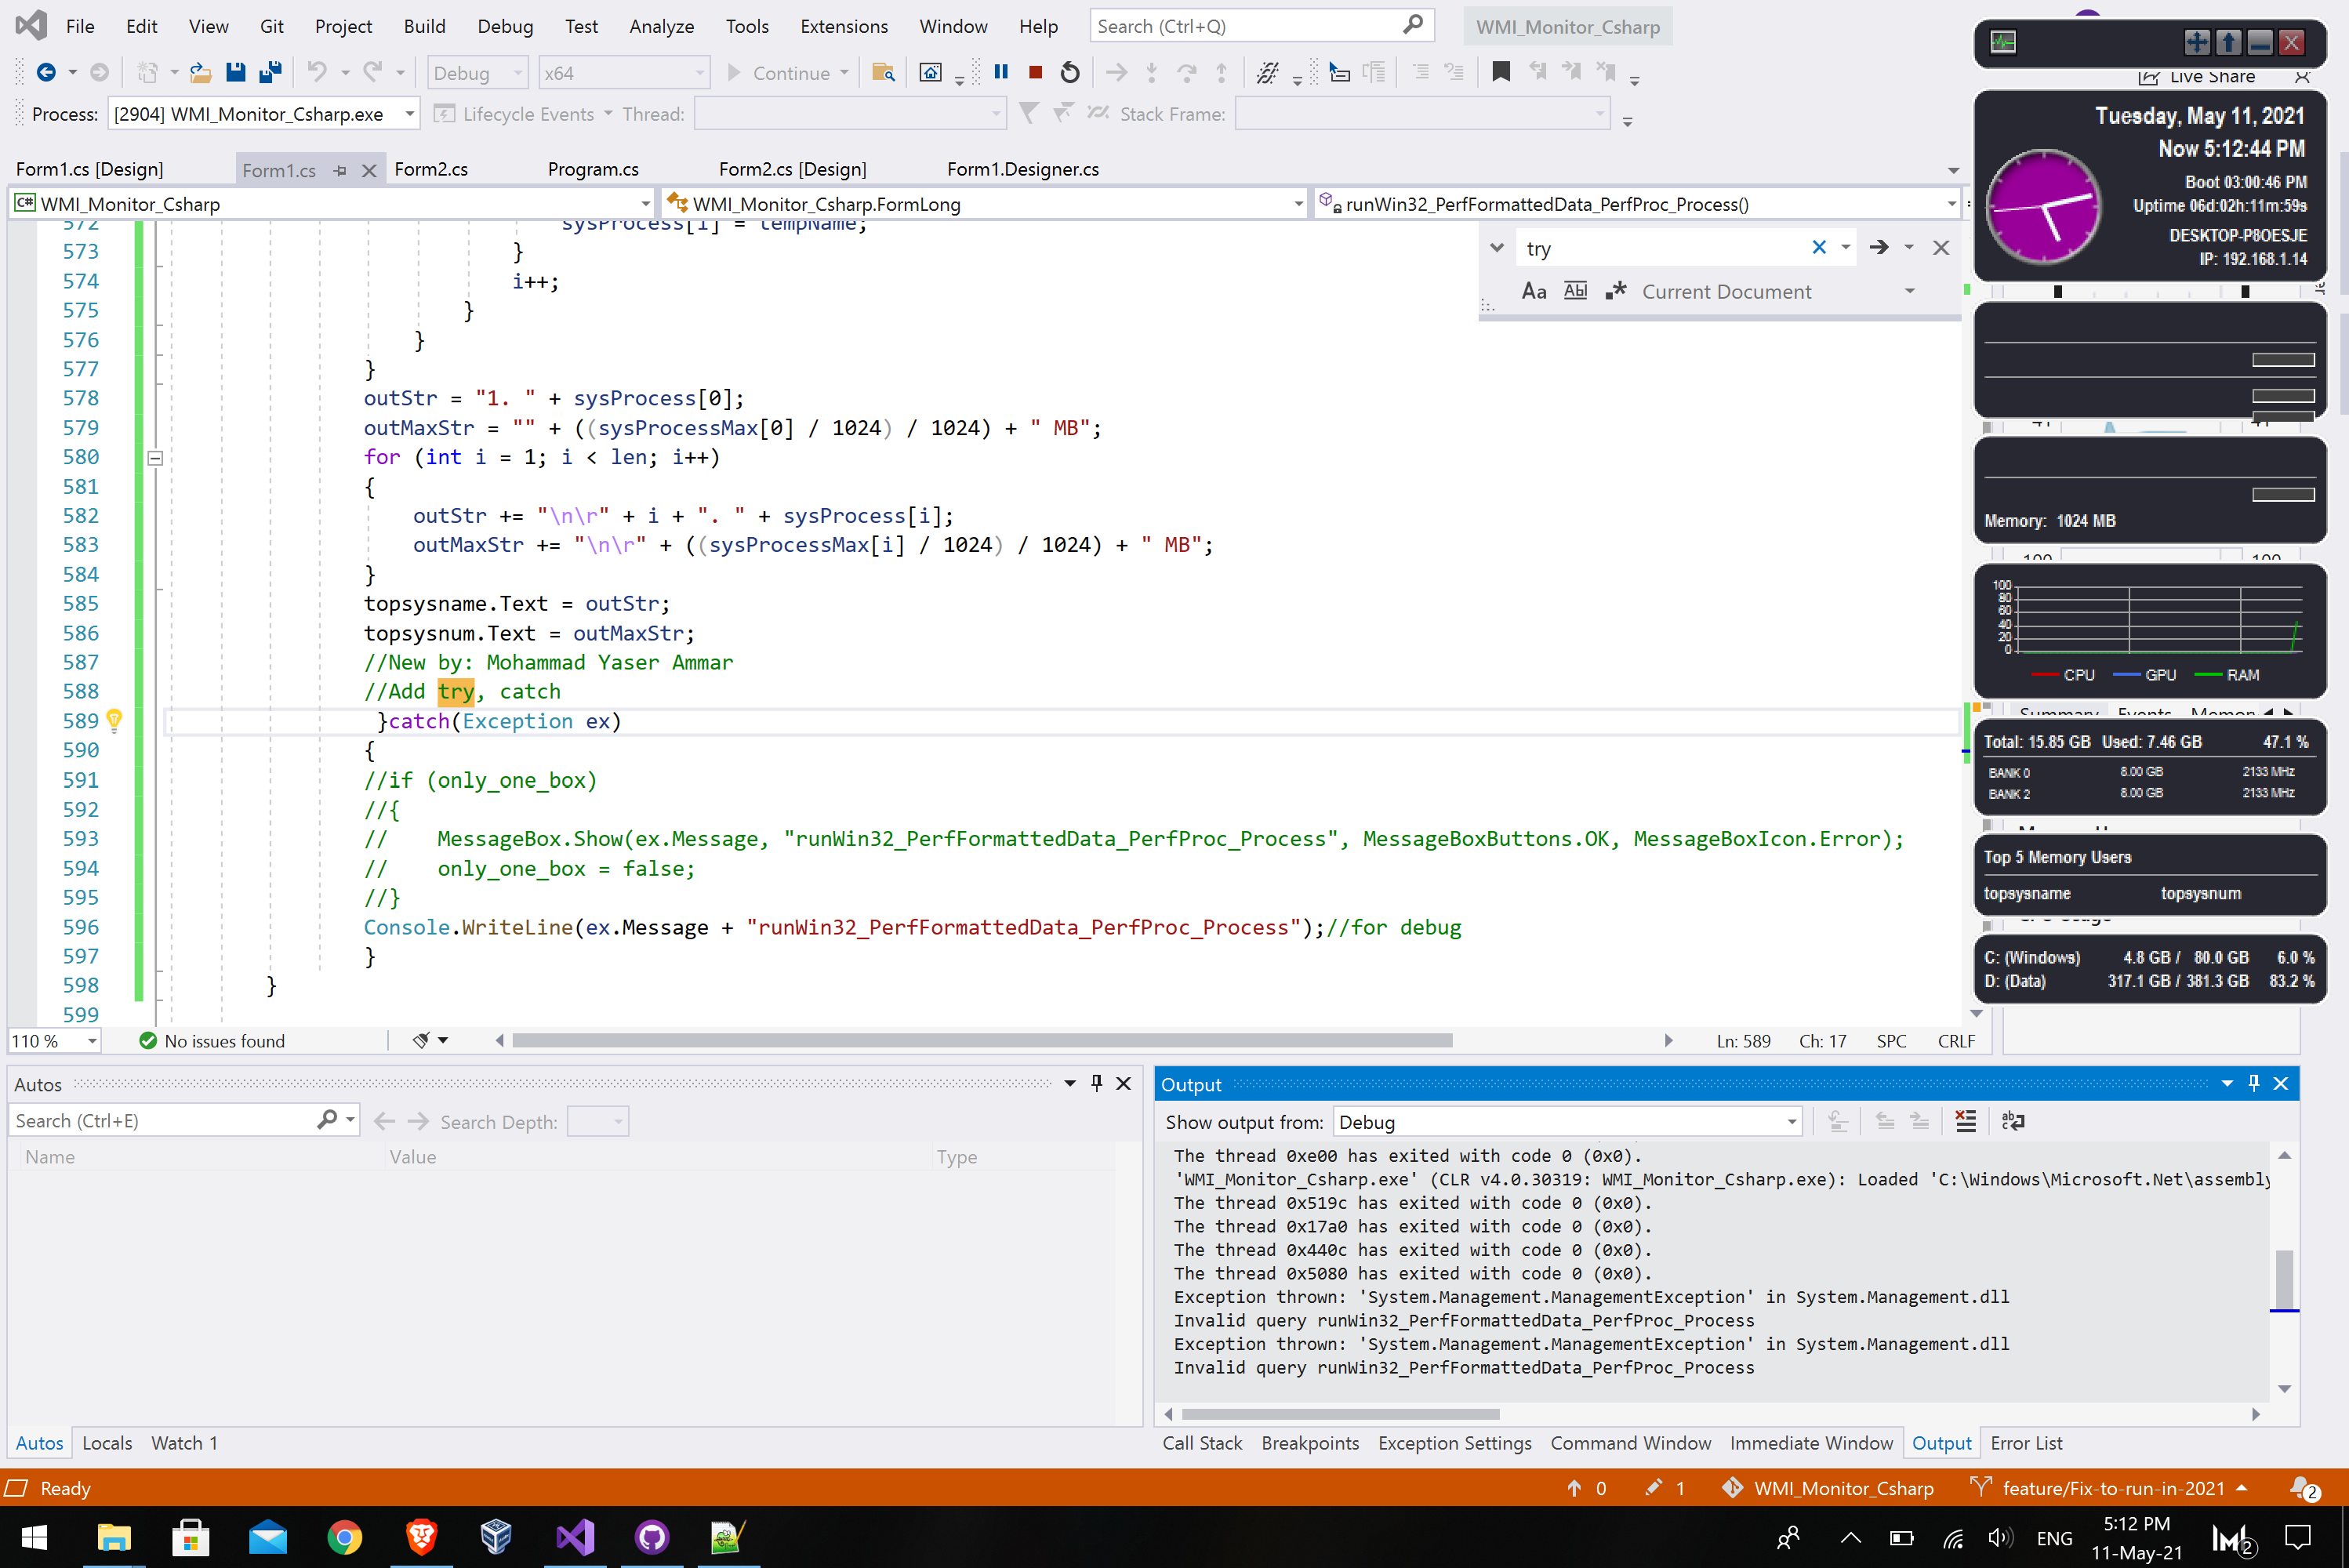 File Edit View Git Project Build Debug Test Analyze Tools Extensions Window Help Search (Ctrl+Q) WMI_Monitor_Csharp
Debug x64 Continue Live Share
Process: [2904] WMI_Monitor_Csharp.exe Lifecycle Events Thread: Stack Frame:
Form1.cs [Design] Form1.cs Form2.cs Program.cs Form2.cs [Design] Form1.Designer.cs
C# WMI_Monitor_Csharp WMI_Monitor_Csharp.FormLong runWin32_PerfFormattedData_PerfProc_Process()
try
Aa Abl .* Current Document
572 sysProcess[i] = tempName;
573 }
574 i++;
575 }
576 }
577 }
578 outStr = "1. " + sysProcess[0];
579 outMaxStr = "" + ((sysProcessMax[0] / 1024) / 1024) + " MB";
580 for (int i = 1; i < len; i++)
581 {
582 outStr += "\n\r" + i + ". " + sysProcess[i];
583 outMaxStr += "\n\r" + ((sysProcessMax[i] / 1024) / 1024) + " MB";
584 }
585 topsysname.Text = outStr;
586 topsysnum.Text = outMaxStr;
587 //New by: Mohammad Yaser Ammar
588 //Add try, catch
589 }catch(Exception ex)
590 {
591 //if (only_one_box)
592 //{
593 // MessageBox.Show(ex.Message, "runWin32_PerfFormattedData_PerfProc_Process", MessageBoxButtons.OK, MessageBoxIcon.Error);
594 // only_one_box = false;
595 //}
596 Console.WriteLine(ex.Message + "runWin32_PerfFormattedData_PerfProc_Process");//for debug
597 }
598 }
599
110 % No issues found Ln: 589 Ch: 17 SPC CRLF
Tuesday, May 11, 2021
Now 5:12:44 PM
Boot 03:00:46 PM
Uptime 06d:02h:11m:59s
DESKTOP-P8OESJE
IP: 192.168.1.14
Memory: 1024 MB
100 100
100
80
60
40
20
0
CPU GPU RAM
Summary Events Memory
Total: 15.85 GB Used: 7.46 GB 47.1 %
BANK 0 8.00 GB 2133 MHz
BANK 2 8.00 GB 2133 MHz
Top 5 Memory Users
topsysname topsysnum
C: (Windows) 4.8 GB / 80.0 GB 6.0 %
D: (Data) 317.1 GB / 381.3 GB 83.2 %
Autos
Search (Ctrl+E) Search Depth:
Name Value Type
Autos Locals Watch 1
Output
Show output from: Debug
The thread 0xe00 has exited with code 0 (0x0).
'WMI_Monitor_Csharp.exe' (CLR v4.0.30319: WMI_Monitor_Csharp.exe): Loaded 'C:\Windows\Microsoft.Net\assembly
The thread 0x519c has exited with code 0 (0x0).
The thread 0x17a0 has exited with code 0 (0x0).
The thread 0x440c has exited with code 0 (0x0).
The thread 0x5080 has exited with code 0 (0x0).
Exception thrown: 'System.Management.ManagementException' in System.Management.dll
Invalid query runWin32_PerfFormattedData_PerfProc_Process
Exception thrown: 'System.Management.ManagementException' in System.Management.dll
Invalid query runWin32_PerfFormattedData_PerfProc_Process
Call Stack Breakpoints Exception Settings Command Window Immediate Window Output Error List
Ready 0 1 WMI_Monitor_Csharp feature/Fix-to-run-in-2021 2
ENG 5:12 PM 2
11-May-21